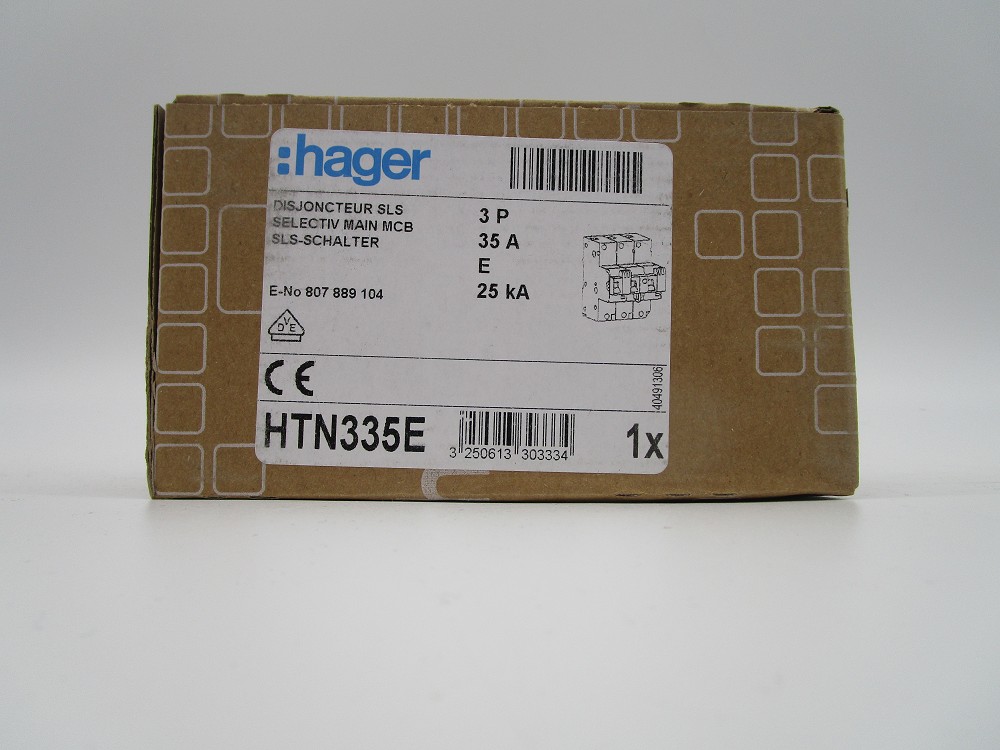 :hager
DISJONCTEUR SLS
SELECTIV MAIN MCB
SLS-SCHALTER
3 P
35 A
E
25 kA
E-No 807 889 104
DVE
CE
40491306
HTN335E
3 250613 303334
1x